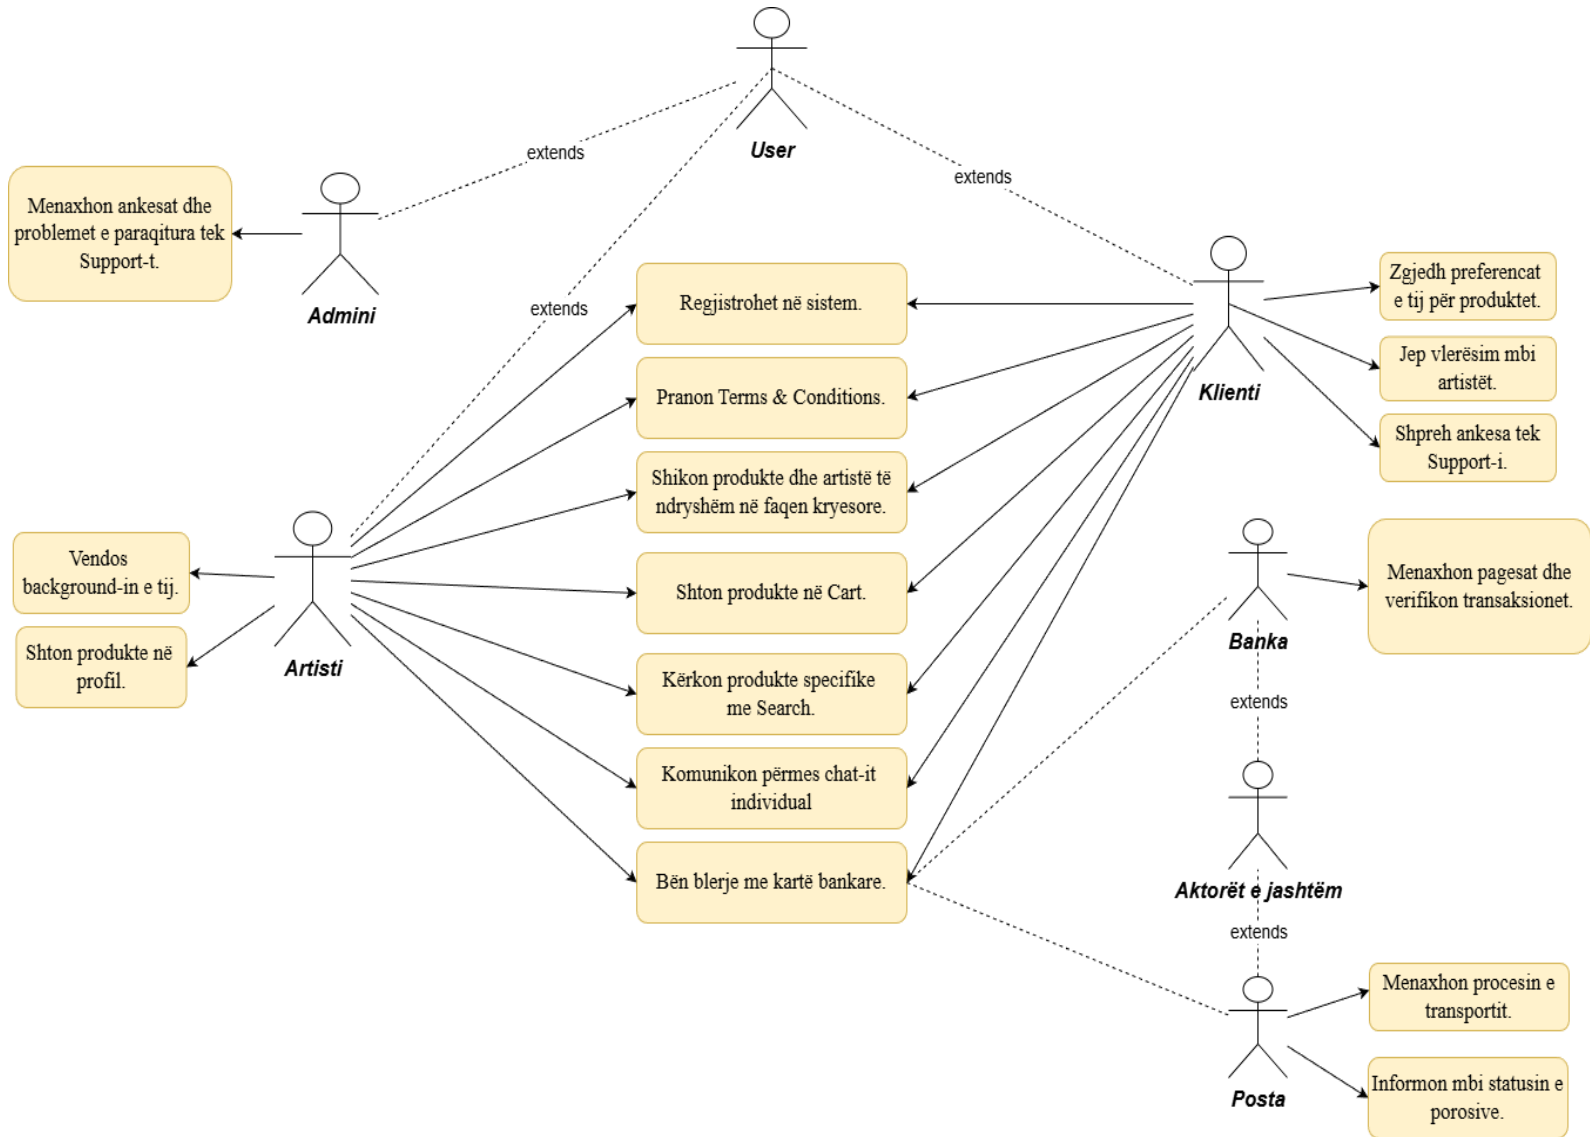 User
extends
extends
extends
Menaxhon ankesat dhe
problemet e paraqitura tek
Support-t.
Admini
Regjistrohet në sistem.
Pranon Terms & Conditions.
Shikon produkte dhe artistë të
ndryshëm në faqen kryesore.
Shton produkte në Cart.
Kërkon produkte specifike
me Search.
Komunikon përmes chat-it
individual
Bën blerje me kartë bankare.
Klienti
Zgjedh preferencat
e tij për produktet.
Jep vlerësim mbi
artistët.
Shpreh ankesa tek
Support-i.
Vendos
background-in e tij.
Shton produkte në
profil.
Artisti
Banka
Menaxhon pagesat dhe
verifikon transaksionet.
extends
Aktorët e jashtëm
extends
Posta
Menaxhon procesin e
transportit.
Informon mbi statusin e
porosive.